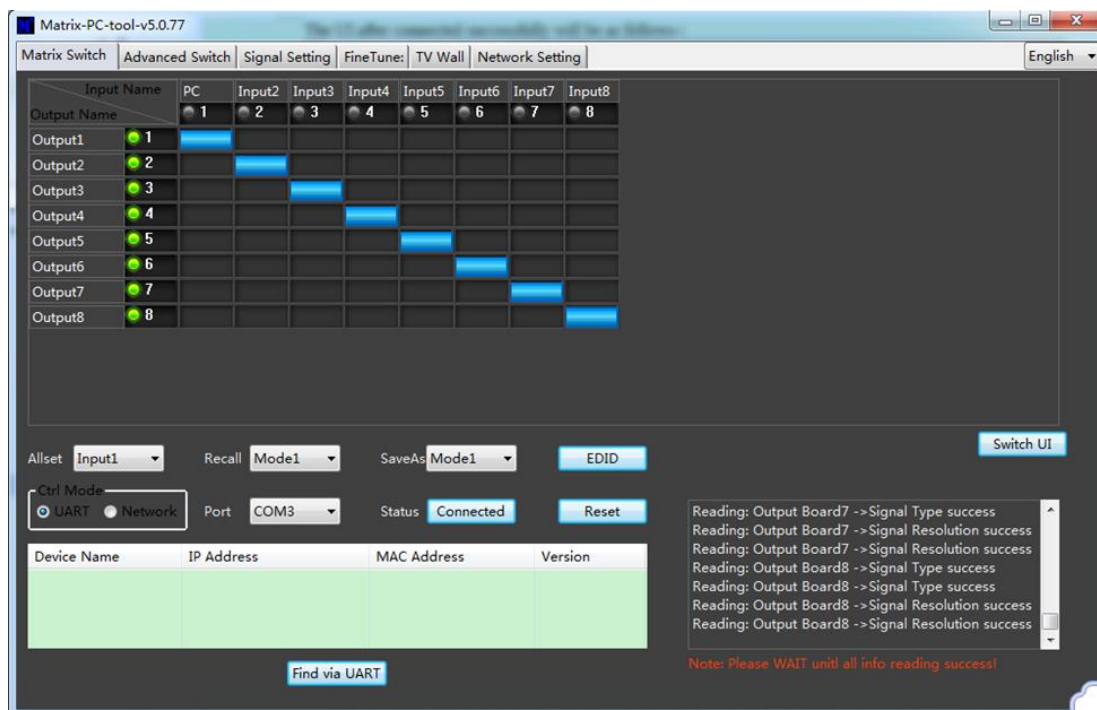 Matrix-PC-tool-v5.0.77
Matrix Switch Advanced Switch Signal Setting FineTune: TV Wall Network Setting English
Input Name PC Input2 Input3 Input4 Input5 Input6 Input7 Input8
Output Name 1 2 3 4 5 6 7 8
Output1 1
Output2 2
Output3 3
Output4 4
Output5 5
Output6 6
Output7 7
Output8 8
Switch UI
Allset Input1 Recall Mode1 SaveAs Mode1 EDID
Ctrl Mode
UART Network Port COM3 Status Connected Reset
Device Name IP Address MAC Address Version
Find via UART
Reading: Output Board7 ->Signal Type success
Reading: Output Board7 ->Signal Resolution success
Reading: Output Board7 ->Signal Resolution success
Reading: Output Board8 ->Signal Type success
Reading: Output Board8 ->Signal Type success
Reading: Output Board8 ->Signal Resolution success
Reading: Output Board8 ->Signal Resolution success
Note: Please WAIT unitl all info reading success!